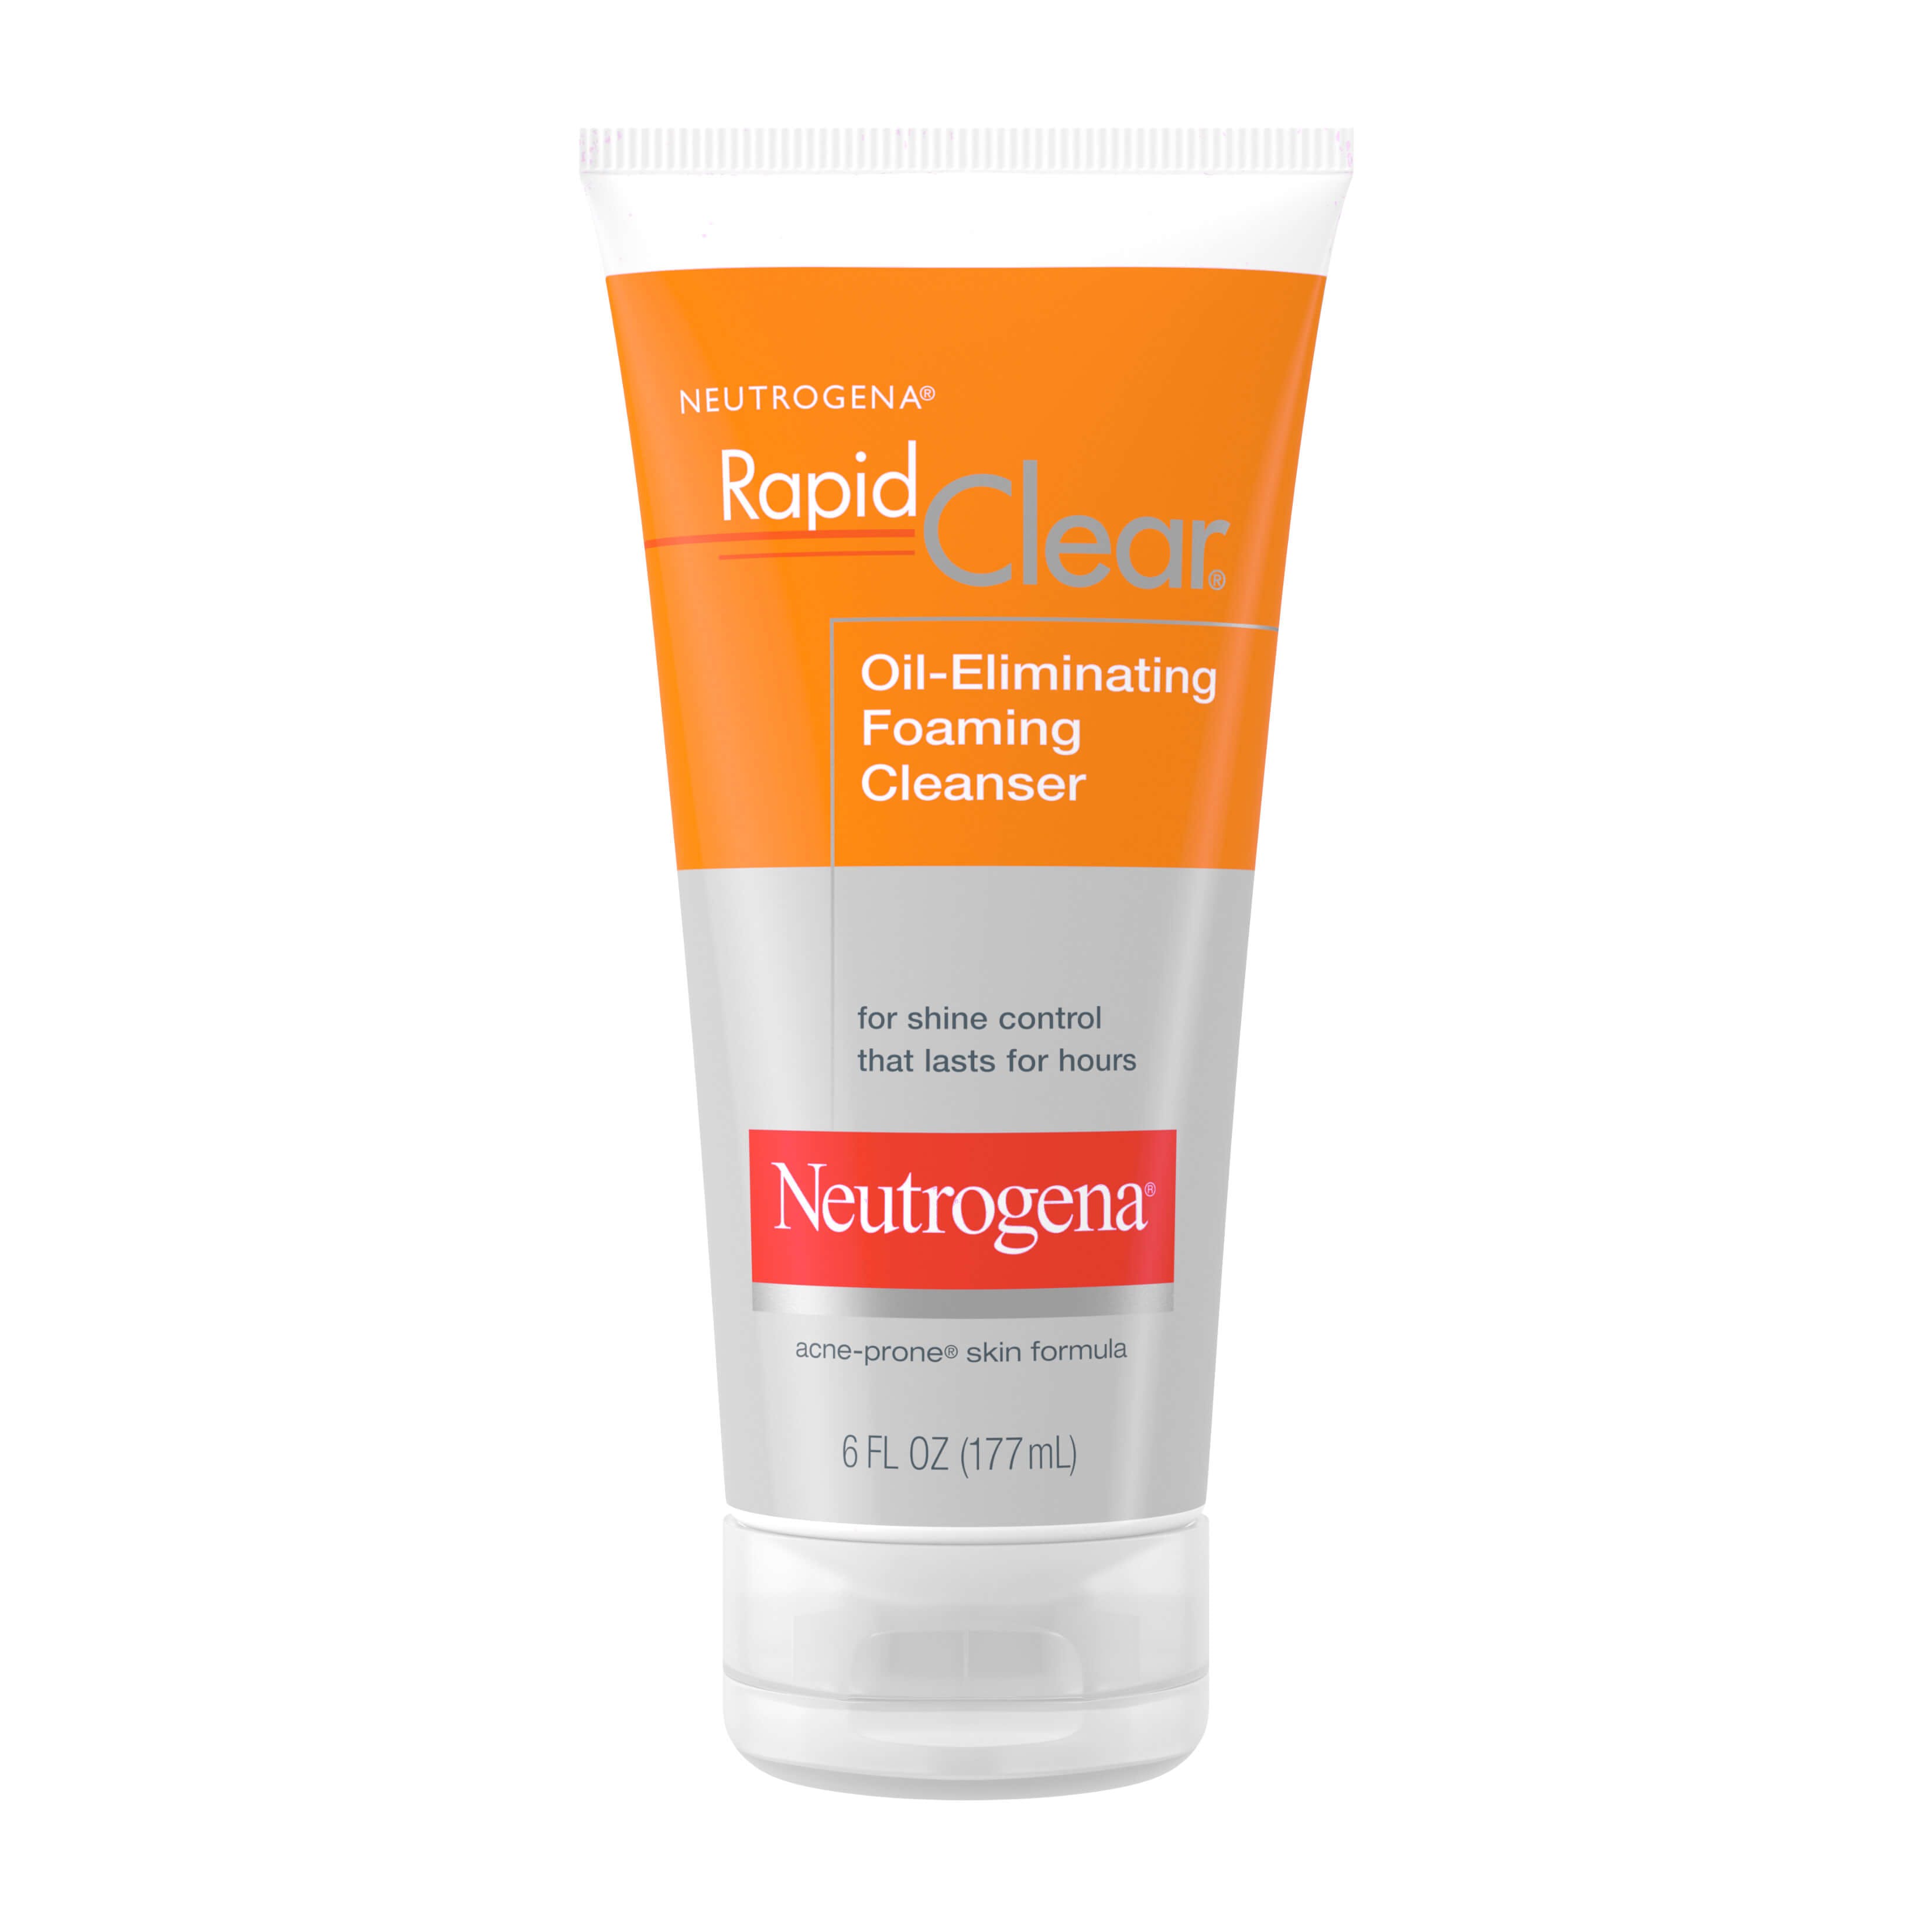 NEUTROGENA®
Rapid Clear®
Oil-Eliminating
Foaming
Cleanser
for shine control
that lasts for hours
Neutrogena®
acne-prone® skin formula
6 FL OZ (177 mL)